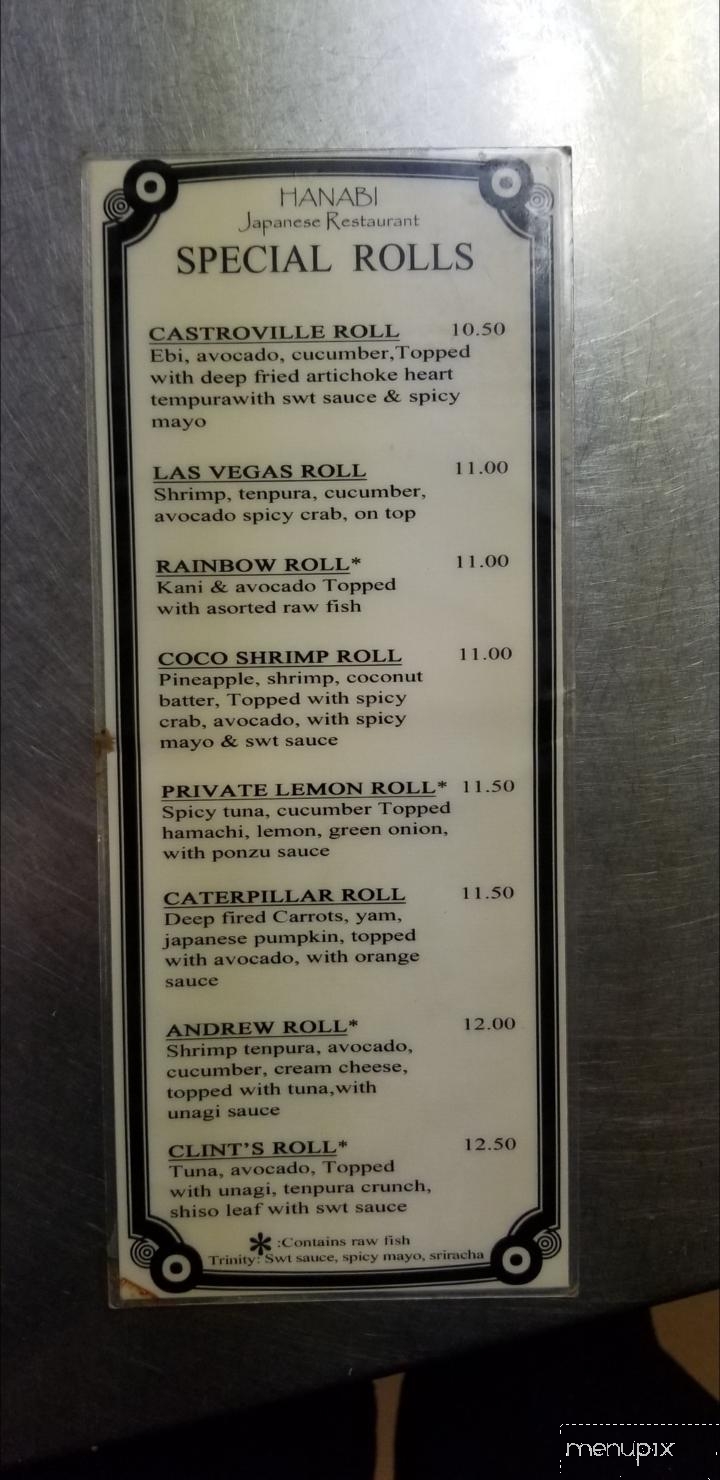 HANABI
Japanese Restaurant
SPECIAL ROLLS
CASTROVILLE ROLL 10.50
Ebi, avocado, cucumber,Topped
with deep fried artichoke heart
tempurawith swt sauce & spicy
mayo
LAS VEGAS ROLL 11.00
Shrimp, tenpura, cucumber,
avocado spicy crab, on top
RAINBOW ROLL* 11.00
Kani & avocado Topped
with asorted raw fish
COCO SHRIMP ROLL 11.00
Pineapple, shrimp, coconut
batter, Topped with spicy
crab, avocado, with spicy
mayo & swt sauce
PRIVATE LEMON ROLL* 11.50
Spicy tuna, cucumber Topped
hamachi, lemon, green onion,
with ponzu sauce
CATERPILLAR ROLL 11.50
Deep fired Carrots, yam,
japanese pumpkin, topped
with avocado, with orange
sauce
ANDREW ROLL* 12.00
Shrimp tenpura, avocado,
cucumber, cream cheese,
topped with tuna,with
unagi sauce
CLINT'S ROLL* 12.50
Tuna, avocado, Topped
with unagi, tenpura crunch,
shiso leaf with swt sauce
* :Contains raw fish
Trinity: Swt sauce, spicy mayo, sriracha
menupix